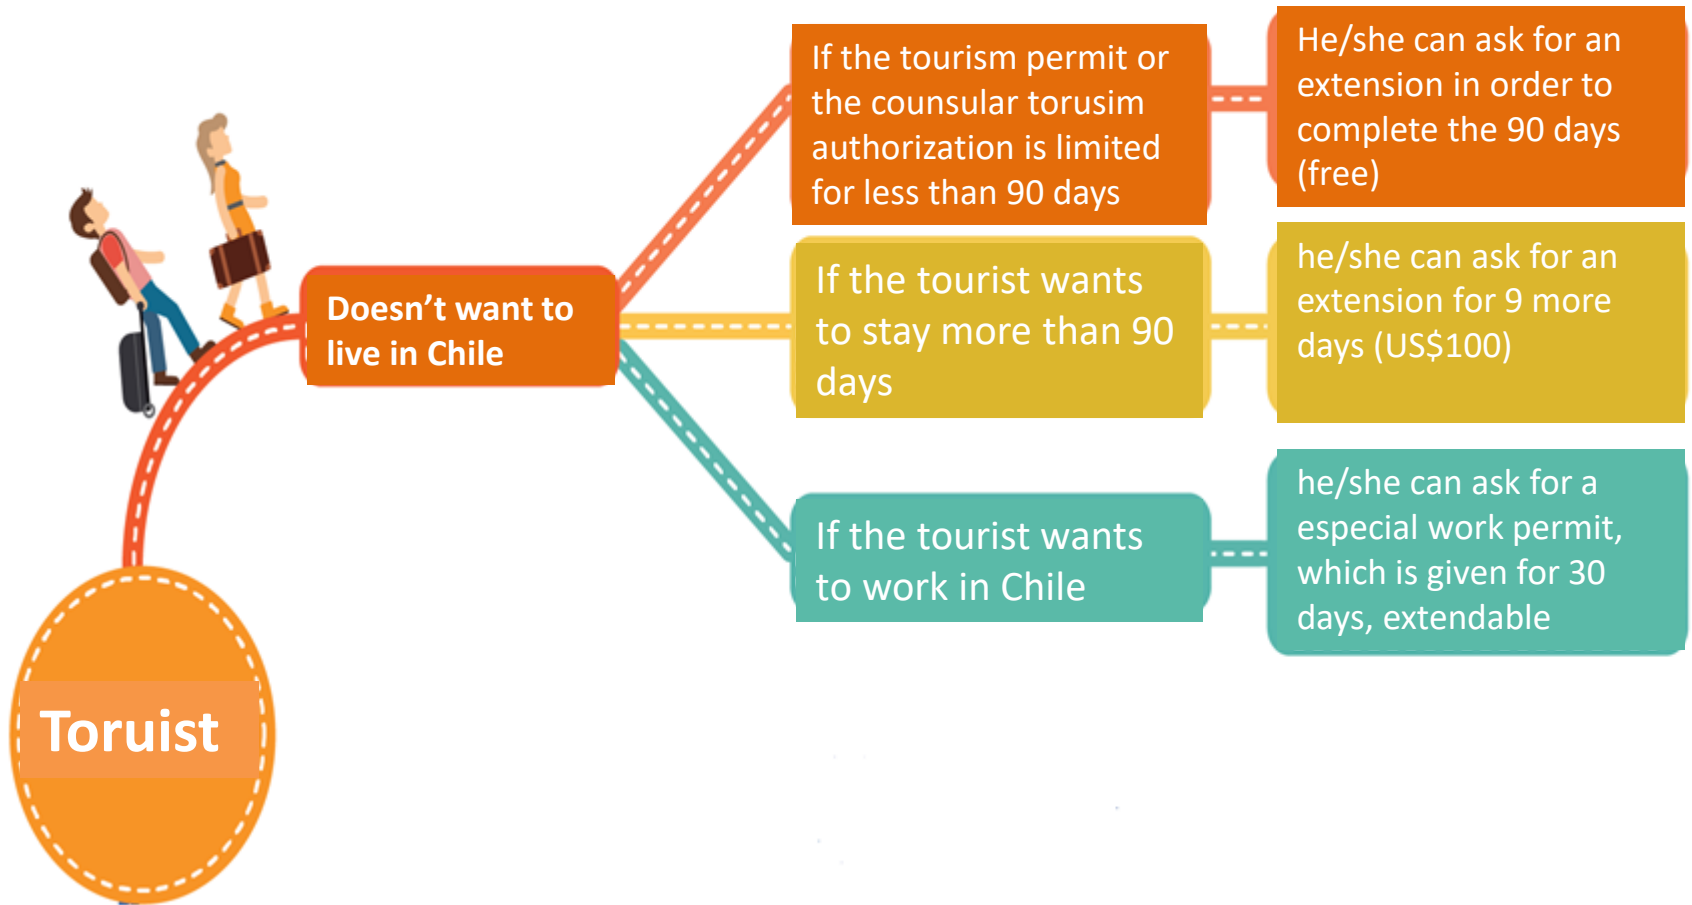 Toruist
Doesn’t want to
live in Chile
If the tourism permit or
the counsular torusim
authorization is limited
for less than 90 days
He/she can ask for an
extension in order to
complete the 90 days
(free)
If the tourist wants
to stay more than 90
days
he/she can ask for an
extension for 9 more
days (US$100)
If the tourist wants
to work in Chile
he/she can ask for a
especial work permit,
which is given for 30
days, extendable